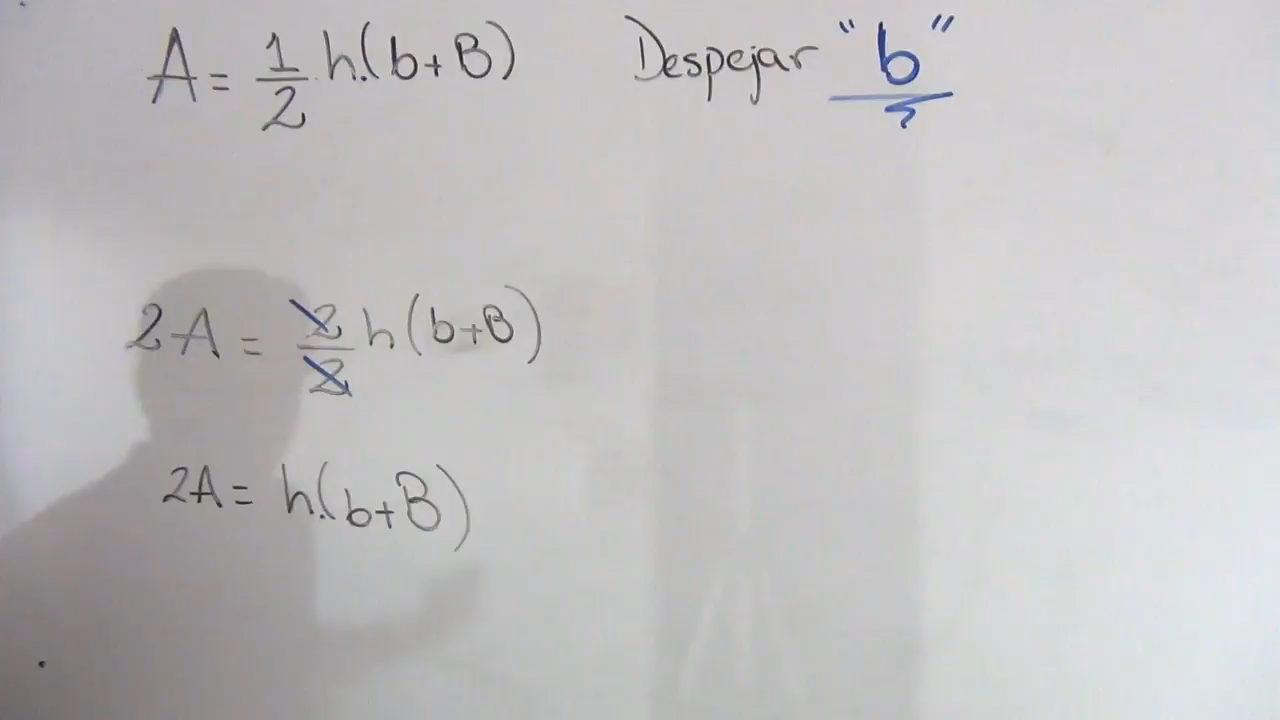 A = 1/2 · h.(b+B) Despejar "b"
2A = 2/2 h(b+B)
2A = h.(b+B)